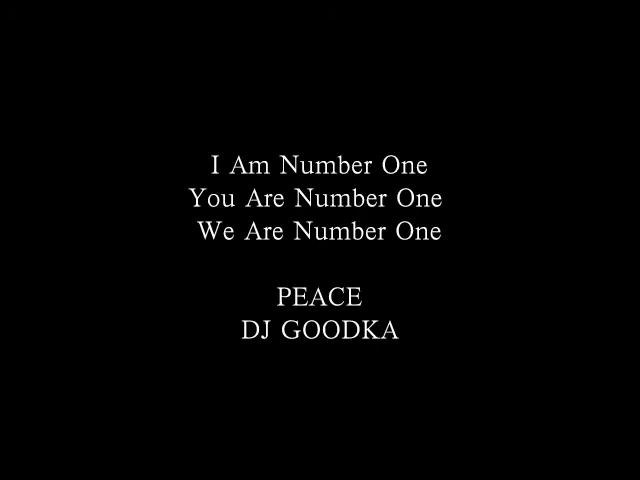 I Am Number One
You Are Number One
We Are Number One
PEACE
DJ GOODKA